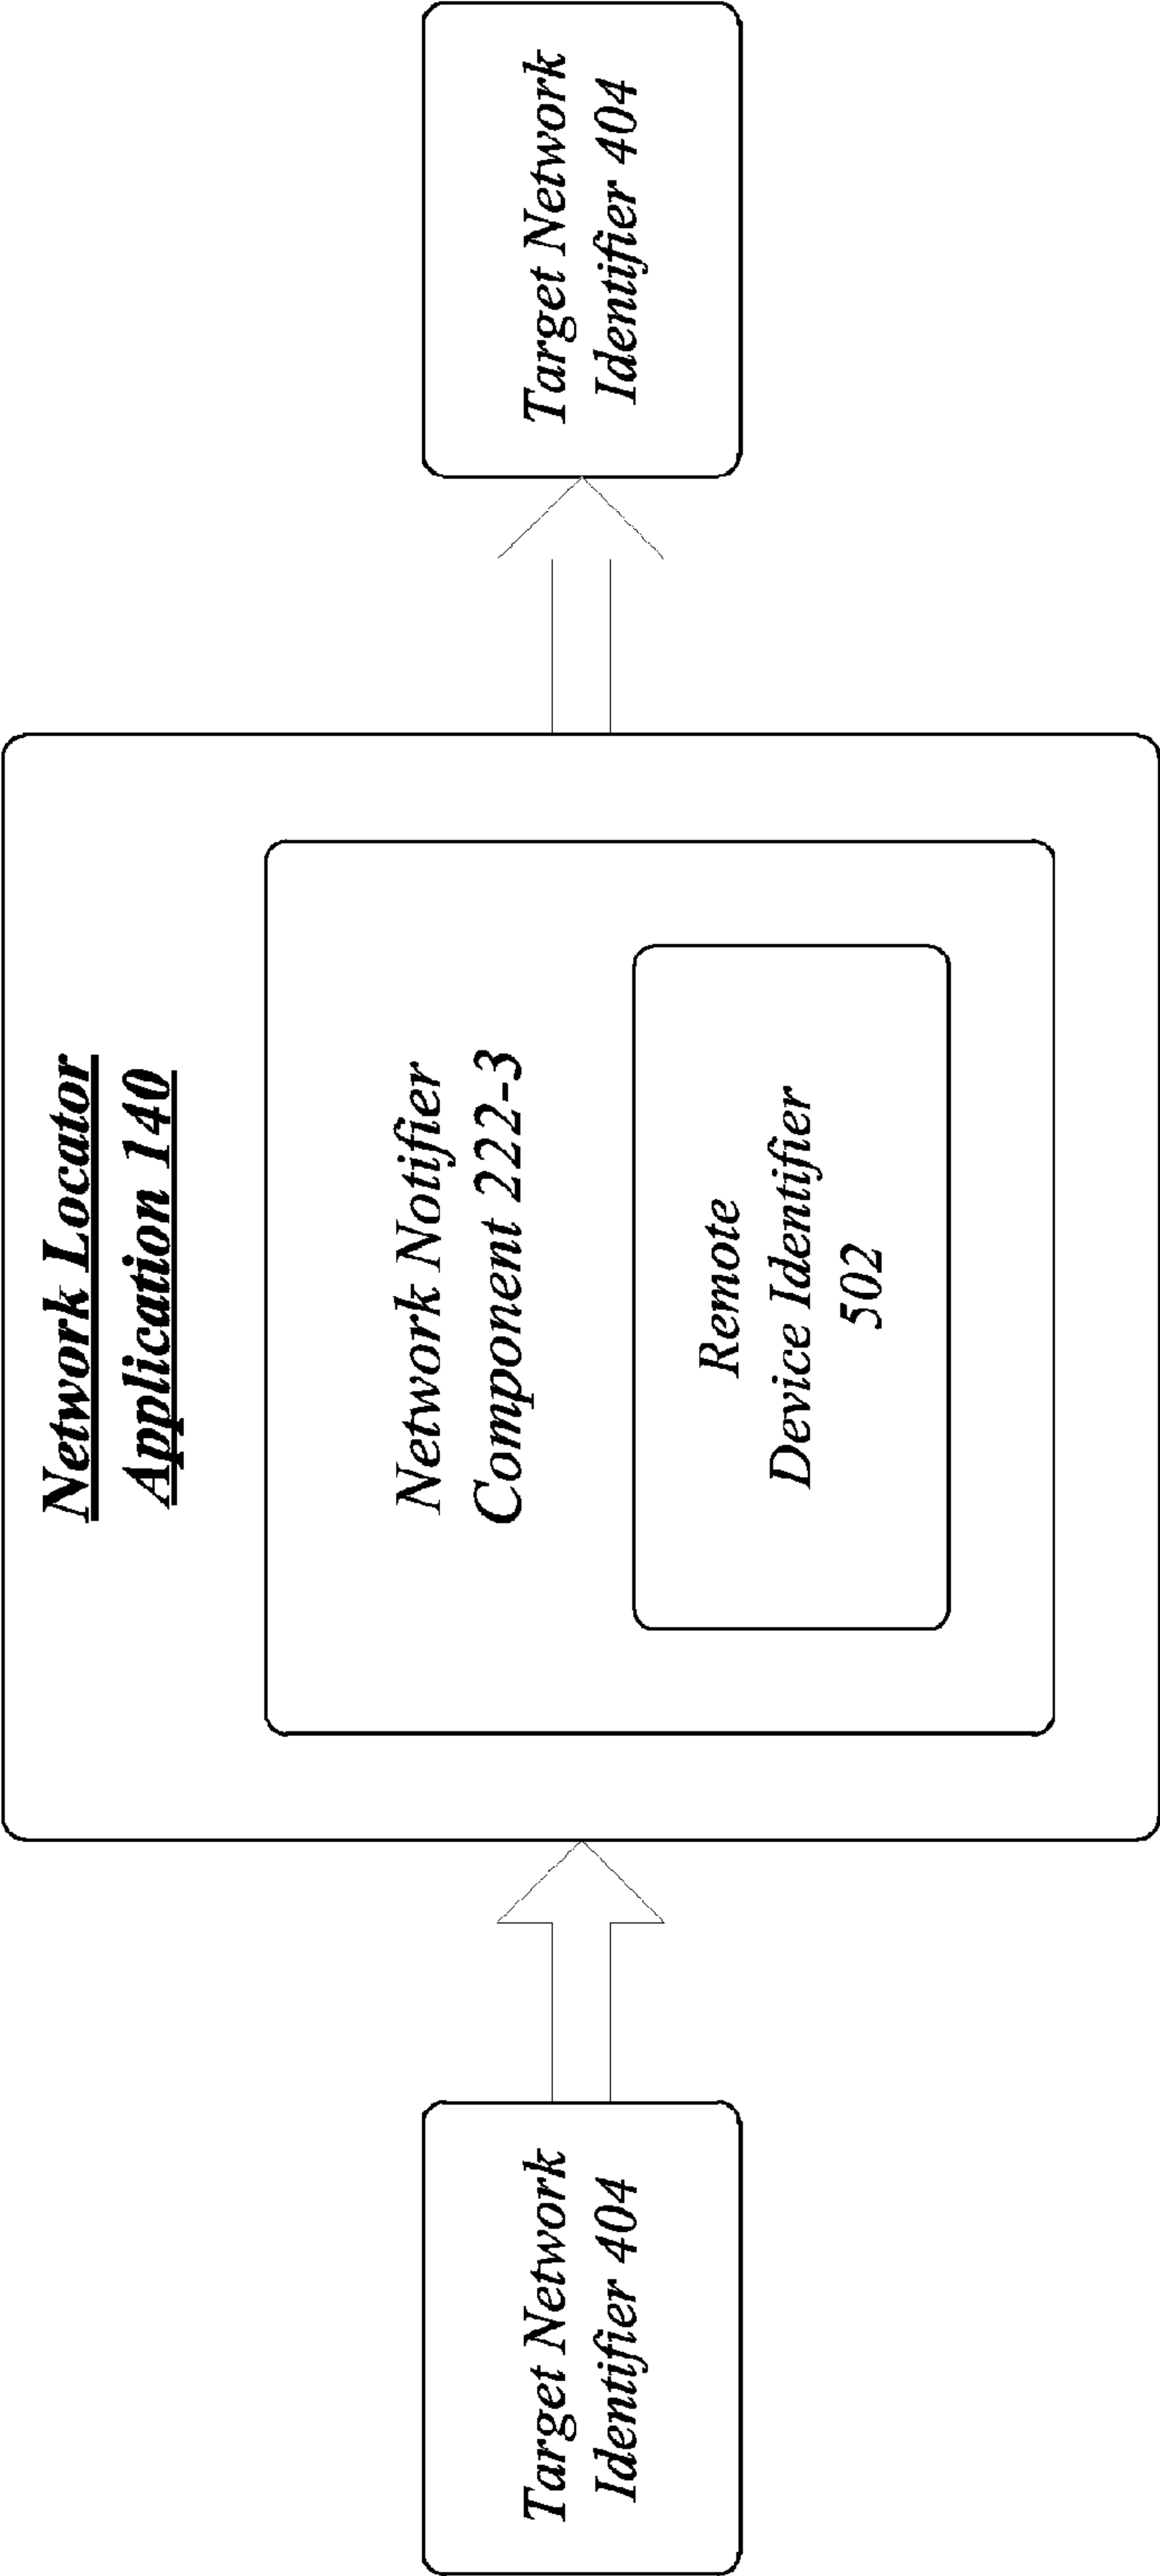 Target Network
Identifier 404
Network Locator
Application 140
Network Notifier
Component 222-3
Remote
Device Identifier
502
Target Network
Identifier 404